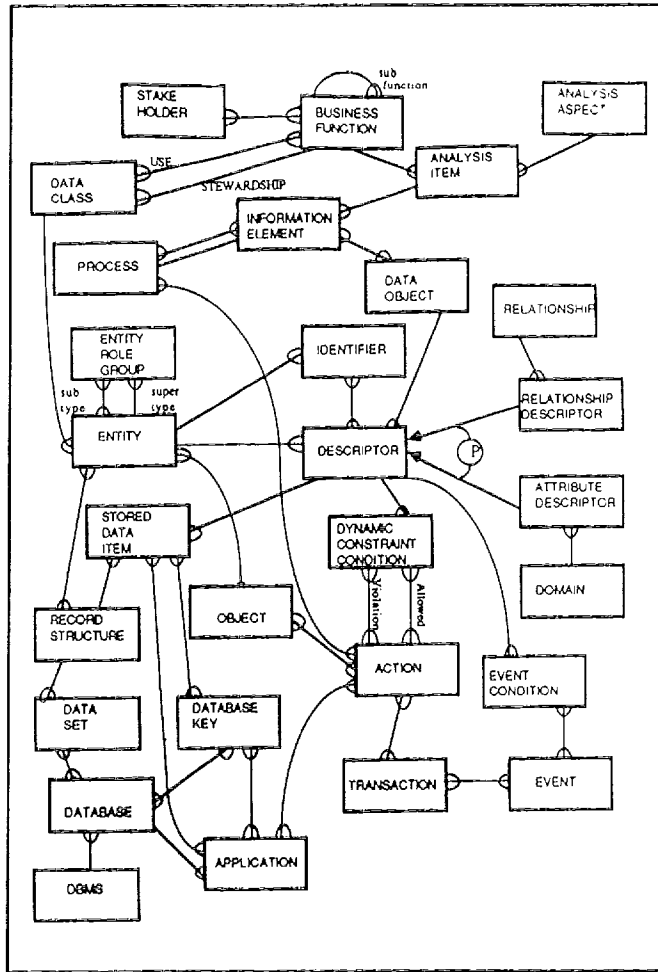 sub
function
STAKE
HOLDER
BUSINESS
FUNCTION
ANALYSIS
ASPECT
USE
DATA
CLASS
STEWARDSHIP
ANALYSIS
ITEM
INFORMATION
ELEMENT
PROCESS
DATA
OBJECT
RELATIONSHIP
ENTITY
ROLE
GROUP
IDENTIFIER
sub
type
super
type
RELATIONSHIP
DESCRIPTOR
ENTITY
DESCRIPTOR
P
ATTRIBUTE
DESCRIPTOR
STORED
DATA
ITEM
DYNAMIC
CONSTRAINT
CONDITION
DOMAIN
Violation
Allowed
RECORD
STRUCTURE
OBJECT
ACTION
EVENT
CONDITION
DATA
SET
DATABASE
KEY
TRANSACTION
EVENT
DATABASE
APPLICATION
DBMS